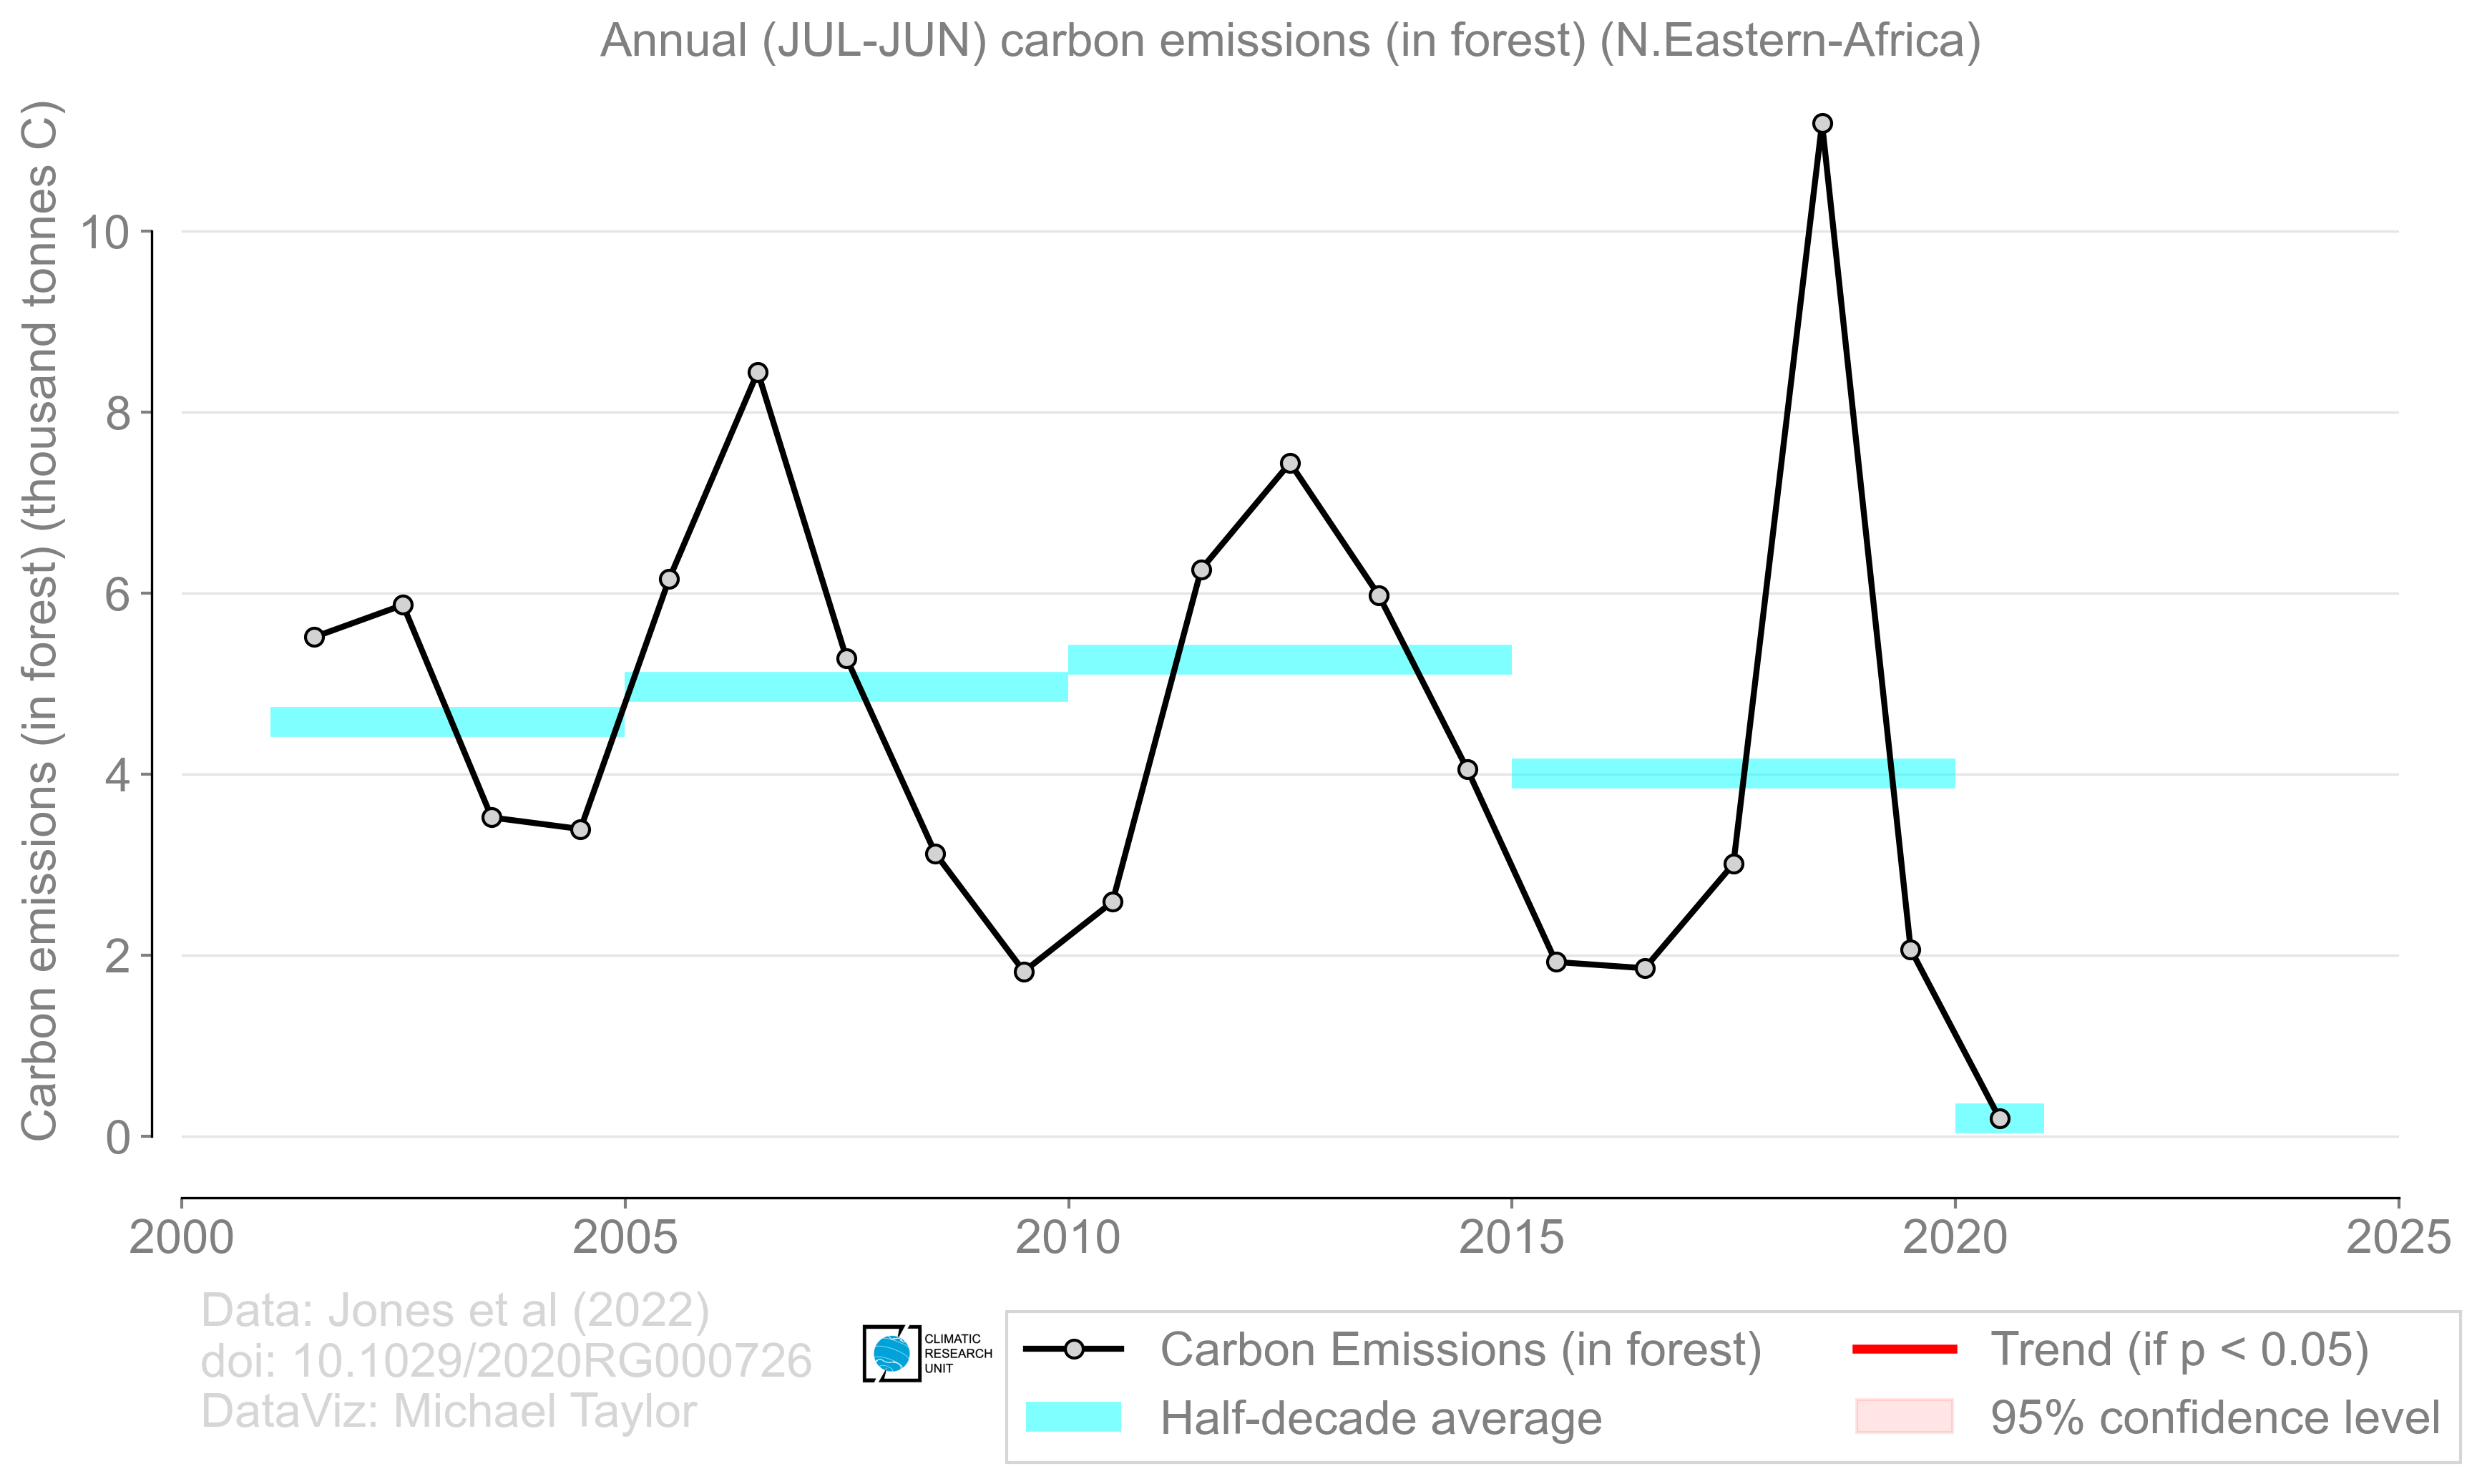 Annual (JUL-JUN) carbon emissions (in forest) (N.Eastern-Africa)
Carbon emissions (in forest) (thousand tonnes C)
10
8
6
4
2
0
2000 2005 2010 2015 2020 2025
Data: Jones et al (2022)
doi: 10.1029/2020RG000726
DataViz: Michael Taylor
CLIMATIC
RESEARCH
UNIT
Carbon Emissions (in forest)
Half-decade average
Trend (if p < 0.05)
95% confidence level